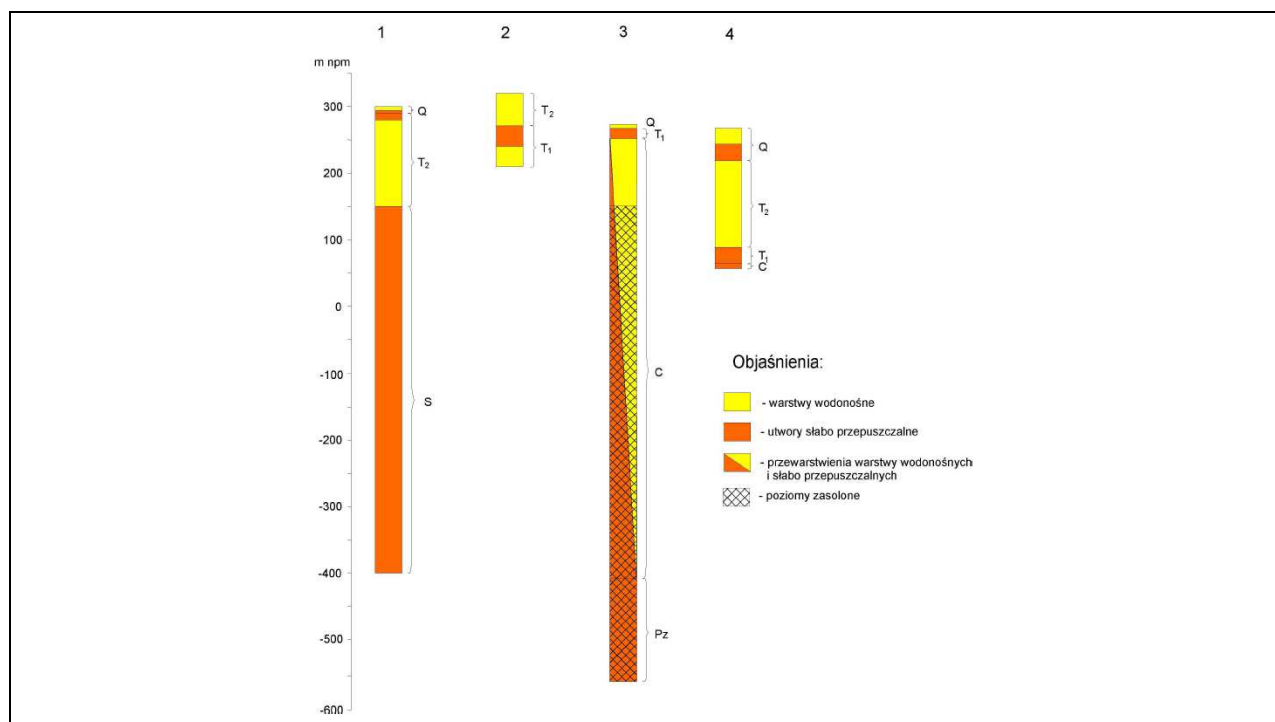 1 2 3 4
m npm
300
200
100
0
-100
-200
-300
-400
-500
-600
Q
T₂
S
T₂
T₁
Q
T₁
C
Pz
Q
T₂
T₁
C
Objaśnienia:
- warstwy wodonośne
- utwory słabo przepuszczalne
- przewarstwienia warstwy wodonośnych
i słabo przepuszczalnych
- poziomy zasolone